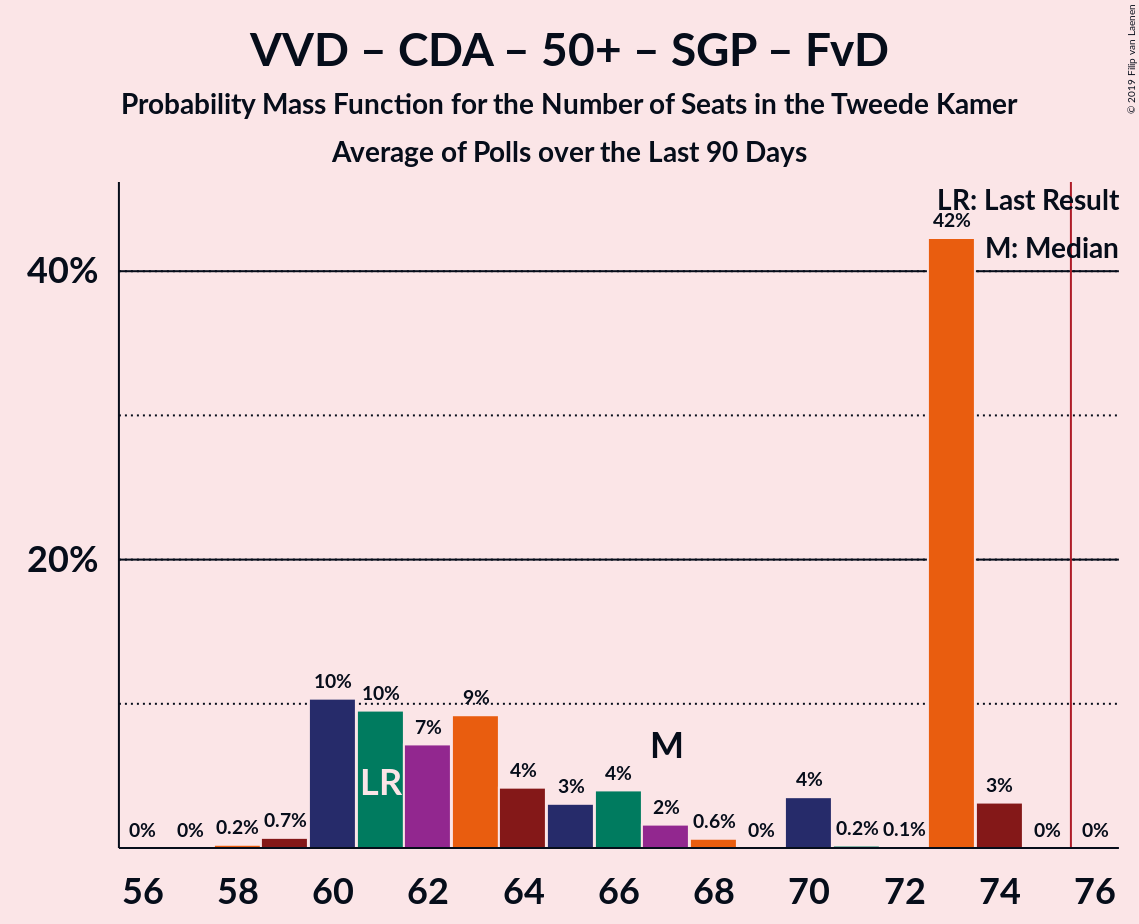 VVD – CDA – 50+ – SGP – FvD
Probability Mass Function for the Number of Seats in the Tweede Kamer
Average of Polls over the Last 90 Days
© 2019 Filip van Laenen
LR: Last Result
M: Median
40%
20%
0% 0% 0.2% 0.7% 10% 10% 7% 9% 4% 3% 4% 2% 0.6% 0% 4% 0.2% 0.1% 42% 3% 0% 0%
LR
M
56 58 60 62 64 66 68 70 72 74 76